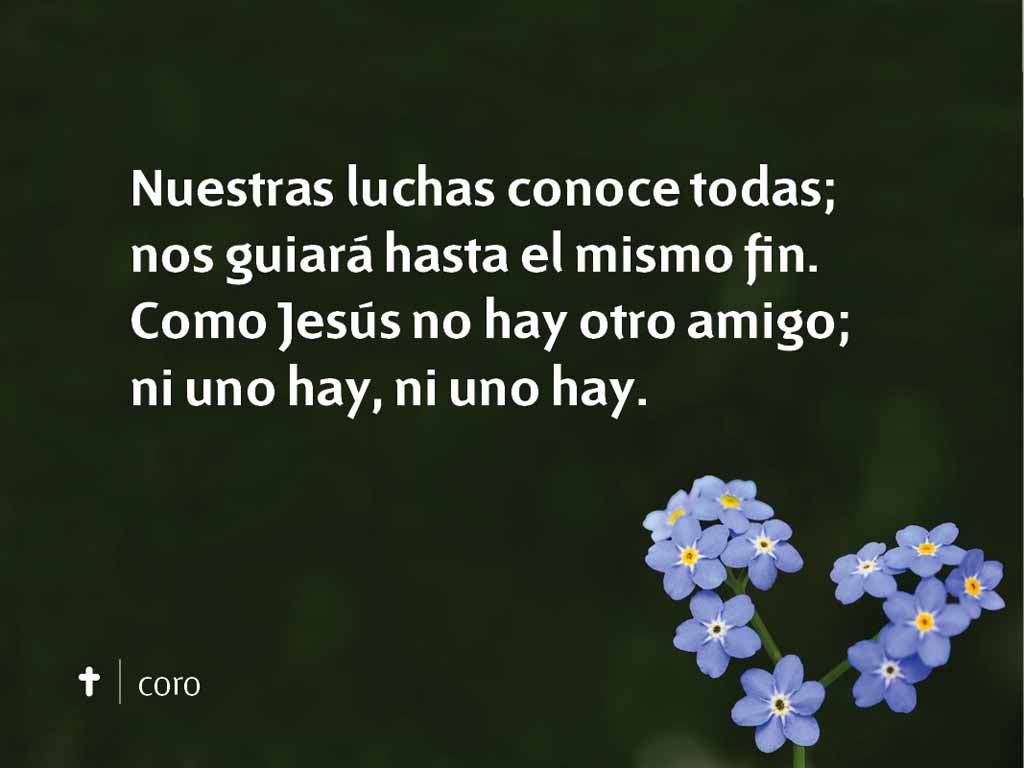 Nuestras luchas conoce todas;
nos guiará hasta el mismo fin.
Como Jesús no hay otro amigo;
ni uno hay, ni uno hay.
coro